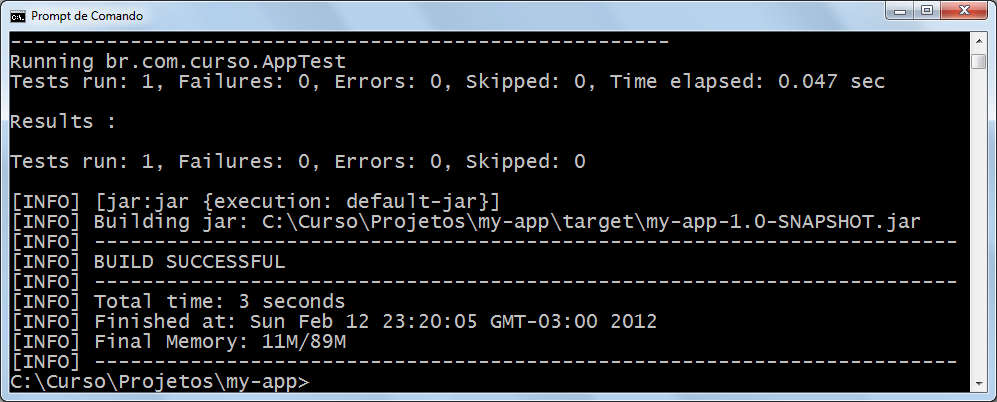 Prompt de Comando
-------------------------------------------------------
Running br.com.curso.AppTest
Tests run: 1, Failures: 0, Errors: 0, Skipped: 0, Time elapsed: 0.047 sec
Results :
Tests run: 1, Failures: 0, Errors: 0, Skipped: 0
[INFO] [jar:jar {execution: default-jar}]
[INFO] Building jar: C:\Curso\Projetos\my-app\target\my-app-1.0-SNAPSHOT.jar
[INFO] ------------------------------------------------------------------------
[INFO] BUILD SUCCESSFUL
[INFO] ------------------------------------------------------------------------
[INFO] Total time: 3 seconds
[INFO] Finished at: Sun Feb 12 23:20:05 GMT-03:00 2012
[INFO] Final Memory: 11M/89M
[INFO] ------------------------------------------------------------------------
C:\Curso\Projetos\my-app>